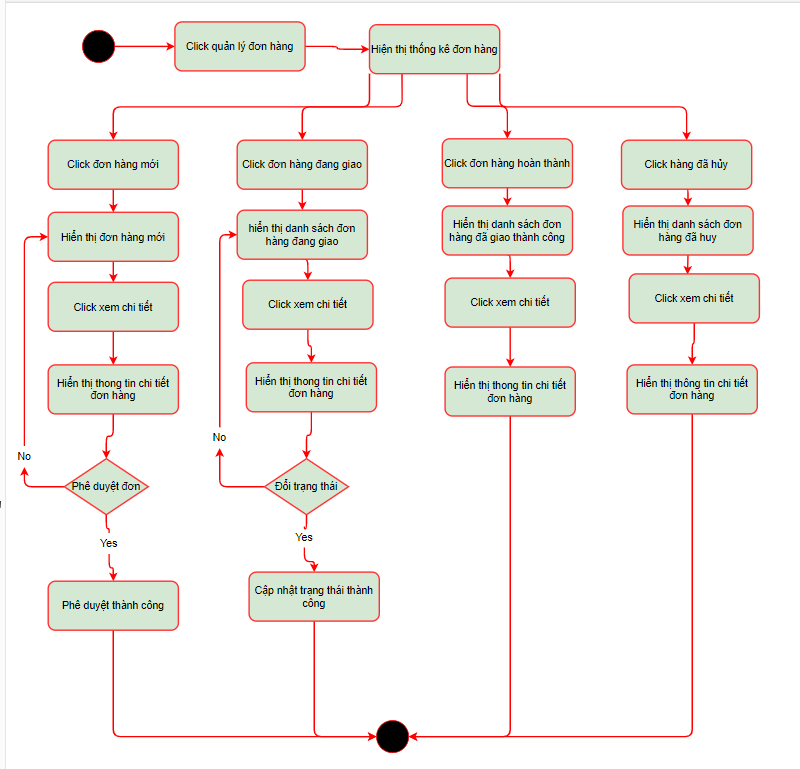 Click quản lý đơn hàng
Hiện thị thống kê đơn hàng
Click đơn hàng mới
Click đơn hàng đang giao
Click đơn hàng hoàn thành
Click hàng đã hủy
Hiển thị đơn hàng mới
hiển thị danh sách đơn
hàng đang giao
Hiển thị danh sách đơn
hàng đã giao thành công
Hiển thị danh sách đơn
hàng đã huy
Click xem chi tiết
Click xem chi tiết
Click xem chi tiết
Click xem chi tiết
Hiển thị thong tin chi tiết
đơn hàng
Hiển thị thong tin chi tiết
đơn hàng
Hiển thị thong tin chi tiết
đơn hàng
Hiển thị thông tin chi tiết
đơn hàng
No
No
Phê duyệt đơn
Đổi trạng thái
Yes
Yes
Phê duyệt thành công
Cập nhật trạng thái thành
công